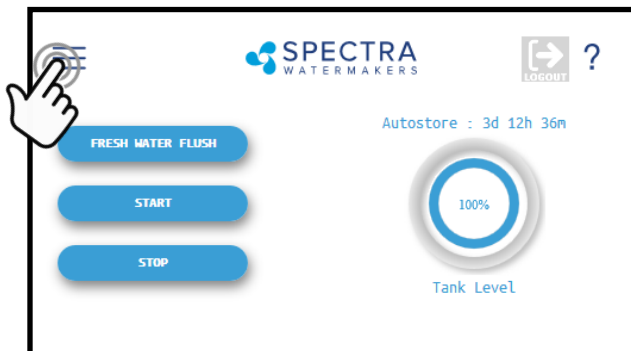 SPECTRA
WATERMAKERS
LOGOUT
?
Autostore : 3d 12h 36m
FRESH WATER FLUSH
START
100%
STOP
Tank Level